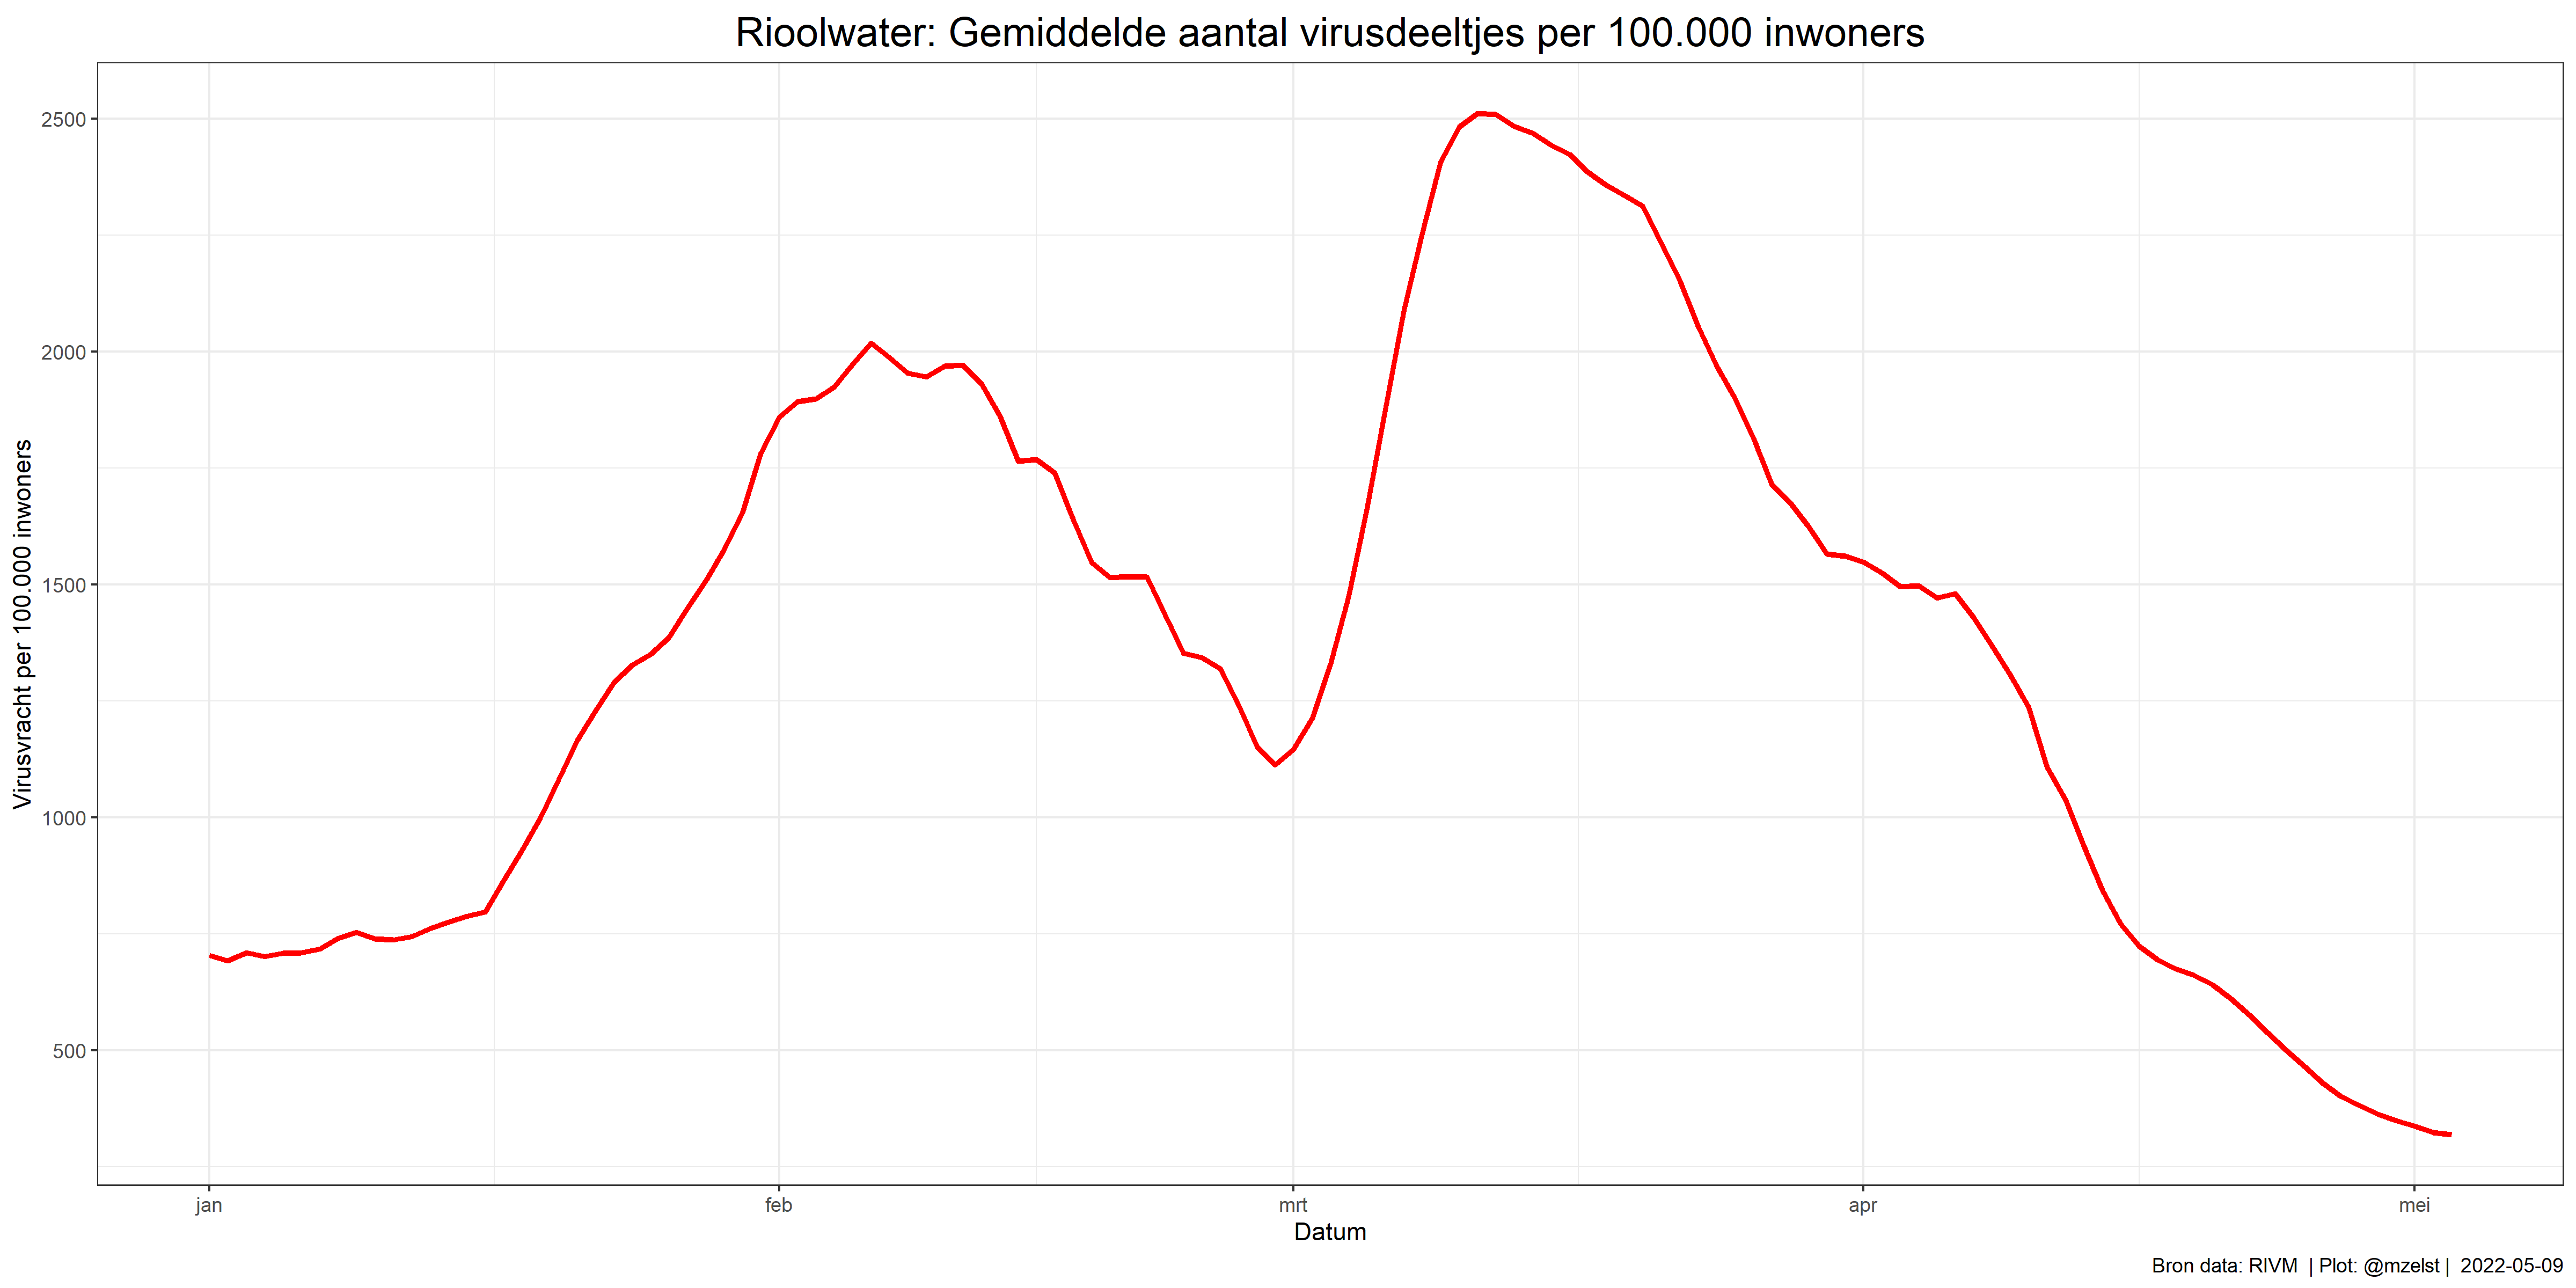 Rioolwater: Gemiddelde aantal virusdeeltjes per 100.000 inwoners
Virusvracht per 100.000 inwoners
2500
2000
1500
1000
500
jan feb mrt apr mei
Datum
Bron data: RIVM | Plot: @mzelst | 2022-05-09